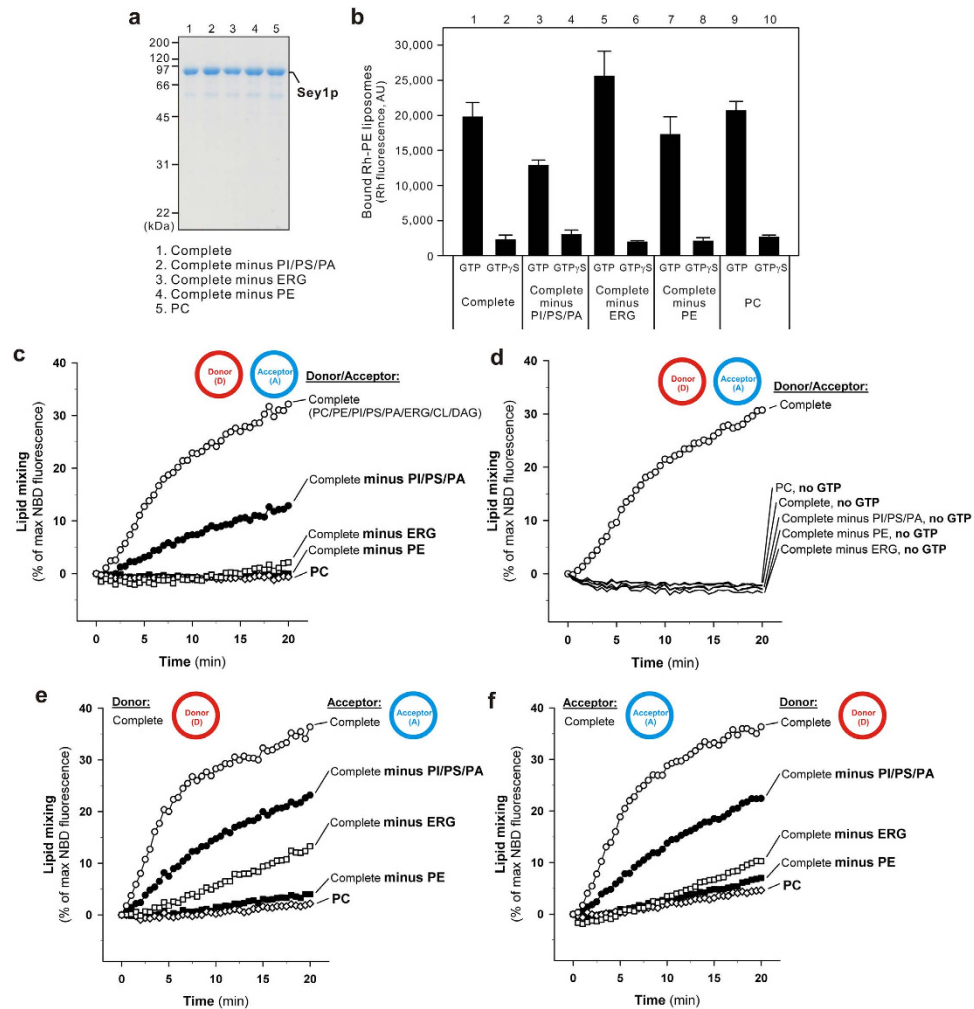 a
1 2 3 4 5
200
120
97
66
45
31
22
(kDa)
Sey1p
1. Complete
2. Complete minus PI/PS/PA
3. Complete minus ERG
4. Complete minus PE
5. PC
b
1 2 3 4 5 6 7 8 9 10
Bound Rh-PE liposomes
(Rh fluorescence, AU)
30,000
25,000
20,000
15,000
10,000
5,000
0
GTP GTPγS GTP GTPγS GTP GTPγS GTP GTPγS GTP GTPγS
Complete
Complete
minus
PI/PS/PA
Complete
minus
ERG
Complete
minus
PE
PC
c
Lipid mixing
(% of max NBD fluorescence)
40
30
20
10
0
0 5 10 15 20
Time (min)
Donor
(D)
Acceptor
(A)
Donor/Acceptor:
Complete
(PC/PE/PI/PS/PA/ERG/CL/DAG)
Complete minus PI/PS/PA
Complete minus ERG
Complete minus PE
PC
d
Lipid mixing
(% of max NBD fluorescence)
40
30
20
10
0
0 5 10 15 20
Time (min)
Donor
(D)
Acceptor
(A)
Donor/Acceptor:
Complete
PC, no GTP
Complete, no GTP
Complete minus PI/PS/PA, no GTP
Complete minus PE, no GTP
Complete minus ERG, no GTP
e
Lipid mixing
(% of max NBD fluorescence)
40
30
20
10
0
0 5 10 15 20
Time (min)
Donor:
Complete
Donor
(D)
Acceptor:
Complete
Acceptor
(A)
Complete minus PI/PS/PA
Complete minus ERG
Complete minus PE
PC
f
Lipid mixing
(% of max NBD fluorescence)
40
30
20
10
0
0 5 10 15 20
Time (min)
Acceptor:
Complete
Acceptor
(A)
Donor:
Complete
Donor
(D)
Complete minus PI/PS/PA
Complete minus ERG
Complete minus PE
PC